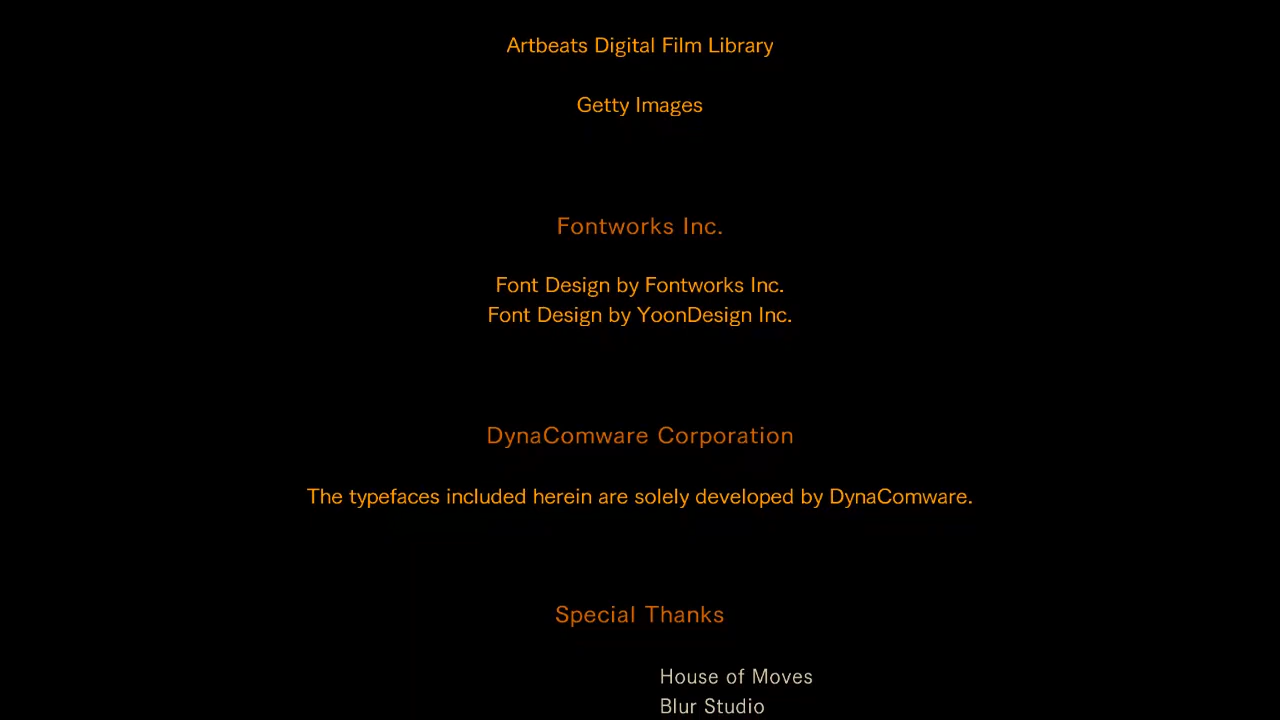 Artbeats Digital Film Library
Getty Images
Fontworks Inc.
Font Design by Fontworks Inc.
Font Design by YoonDesign Inc.
DynaComware Corporation
The typefaces included herein are solely developed by DynaComware.
Special Thanks
House of Moves
Blur Studio